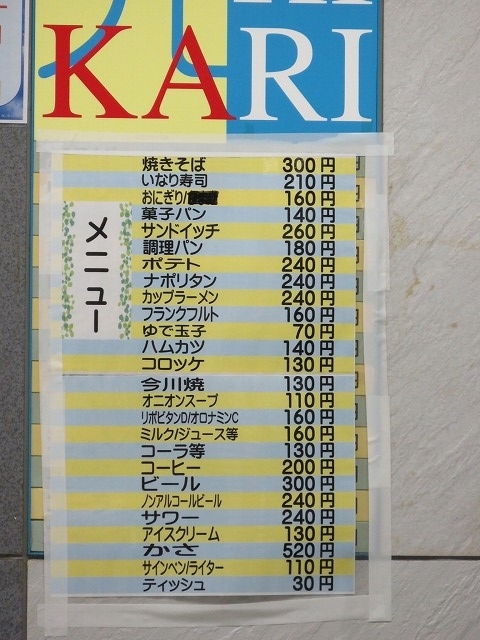 KARI
メニュー
焼きそば 300円
いなり寿司 210円
おにぎり/ 160円
菓子パン 140円
サンドイッチ 260円
調理パン 180円
ポテト 240円
ナポリタン 240円
カップラーメン 240円
フランクフルト 160円
ゆで玉子 70円
ハムカツ 140円
コロッケ 130円
今川焼 130円
オニオンスープ 110円
リポビタンD/オロナミンC 160円
ミルク/ジュース等 160円
コーラ等 130円
コーヒー 200円
ビール 300円
ノンアルコールビール 240円
サワー 240円
アイスクリーム 130円
かさ 520円
サインペン/ライター 110円
ティッシュ 30円